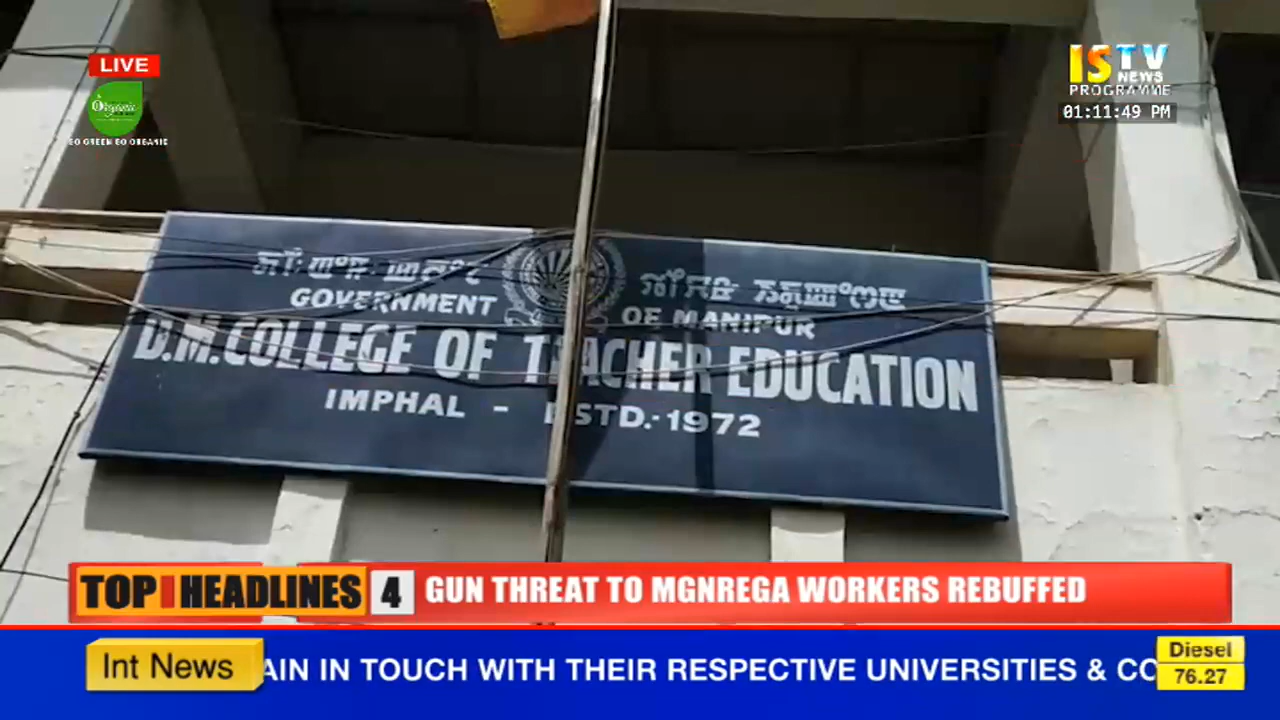 LIVE
Organic
GO GREEN GO ORGANIC
ISTV
NEWS
PROGRAMME
01:11:49 PM
GOVERNMENT OF MANIPUR
D.M.COLLEGE OF TEACHER EDUCATION
IMPHAL - ESTD.-1972
TOP HEADLINES 4 GUN THREAT TO MGNREGA WORKERS REBUFFED
Int News AIN IN TOUCH WITH THEIR RESPECTIVE UNIVERSITIES & CO
Diesel
76.27